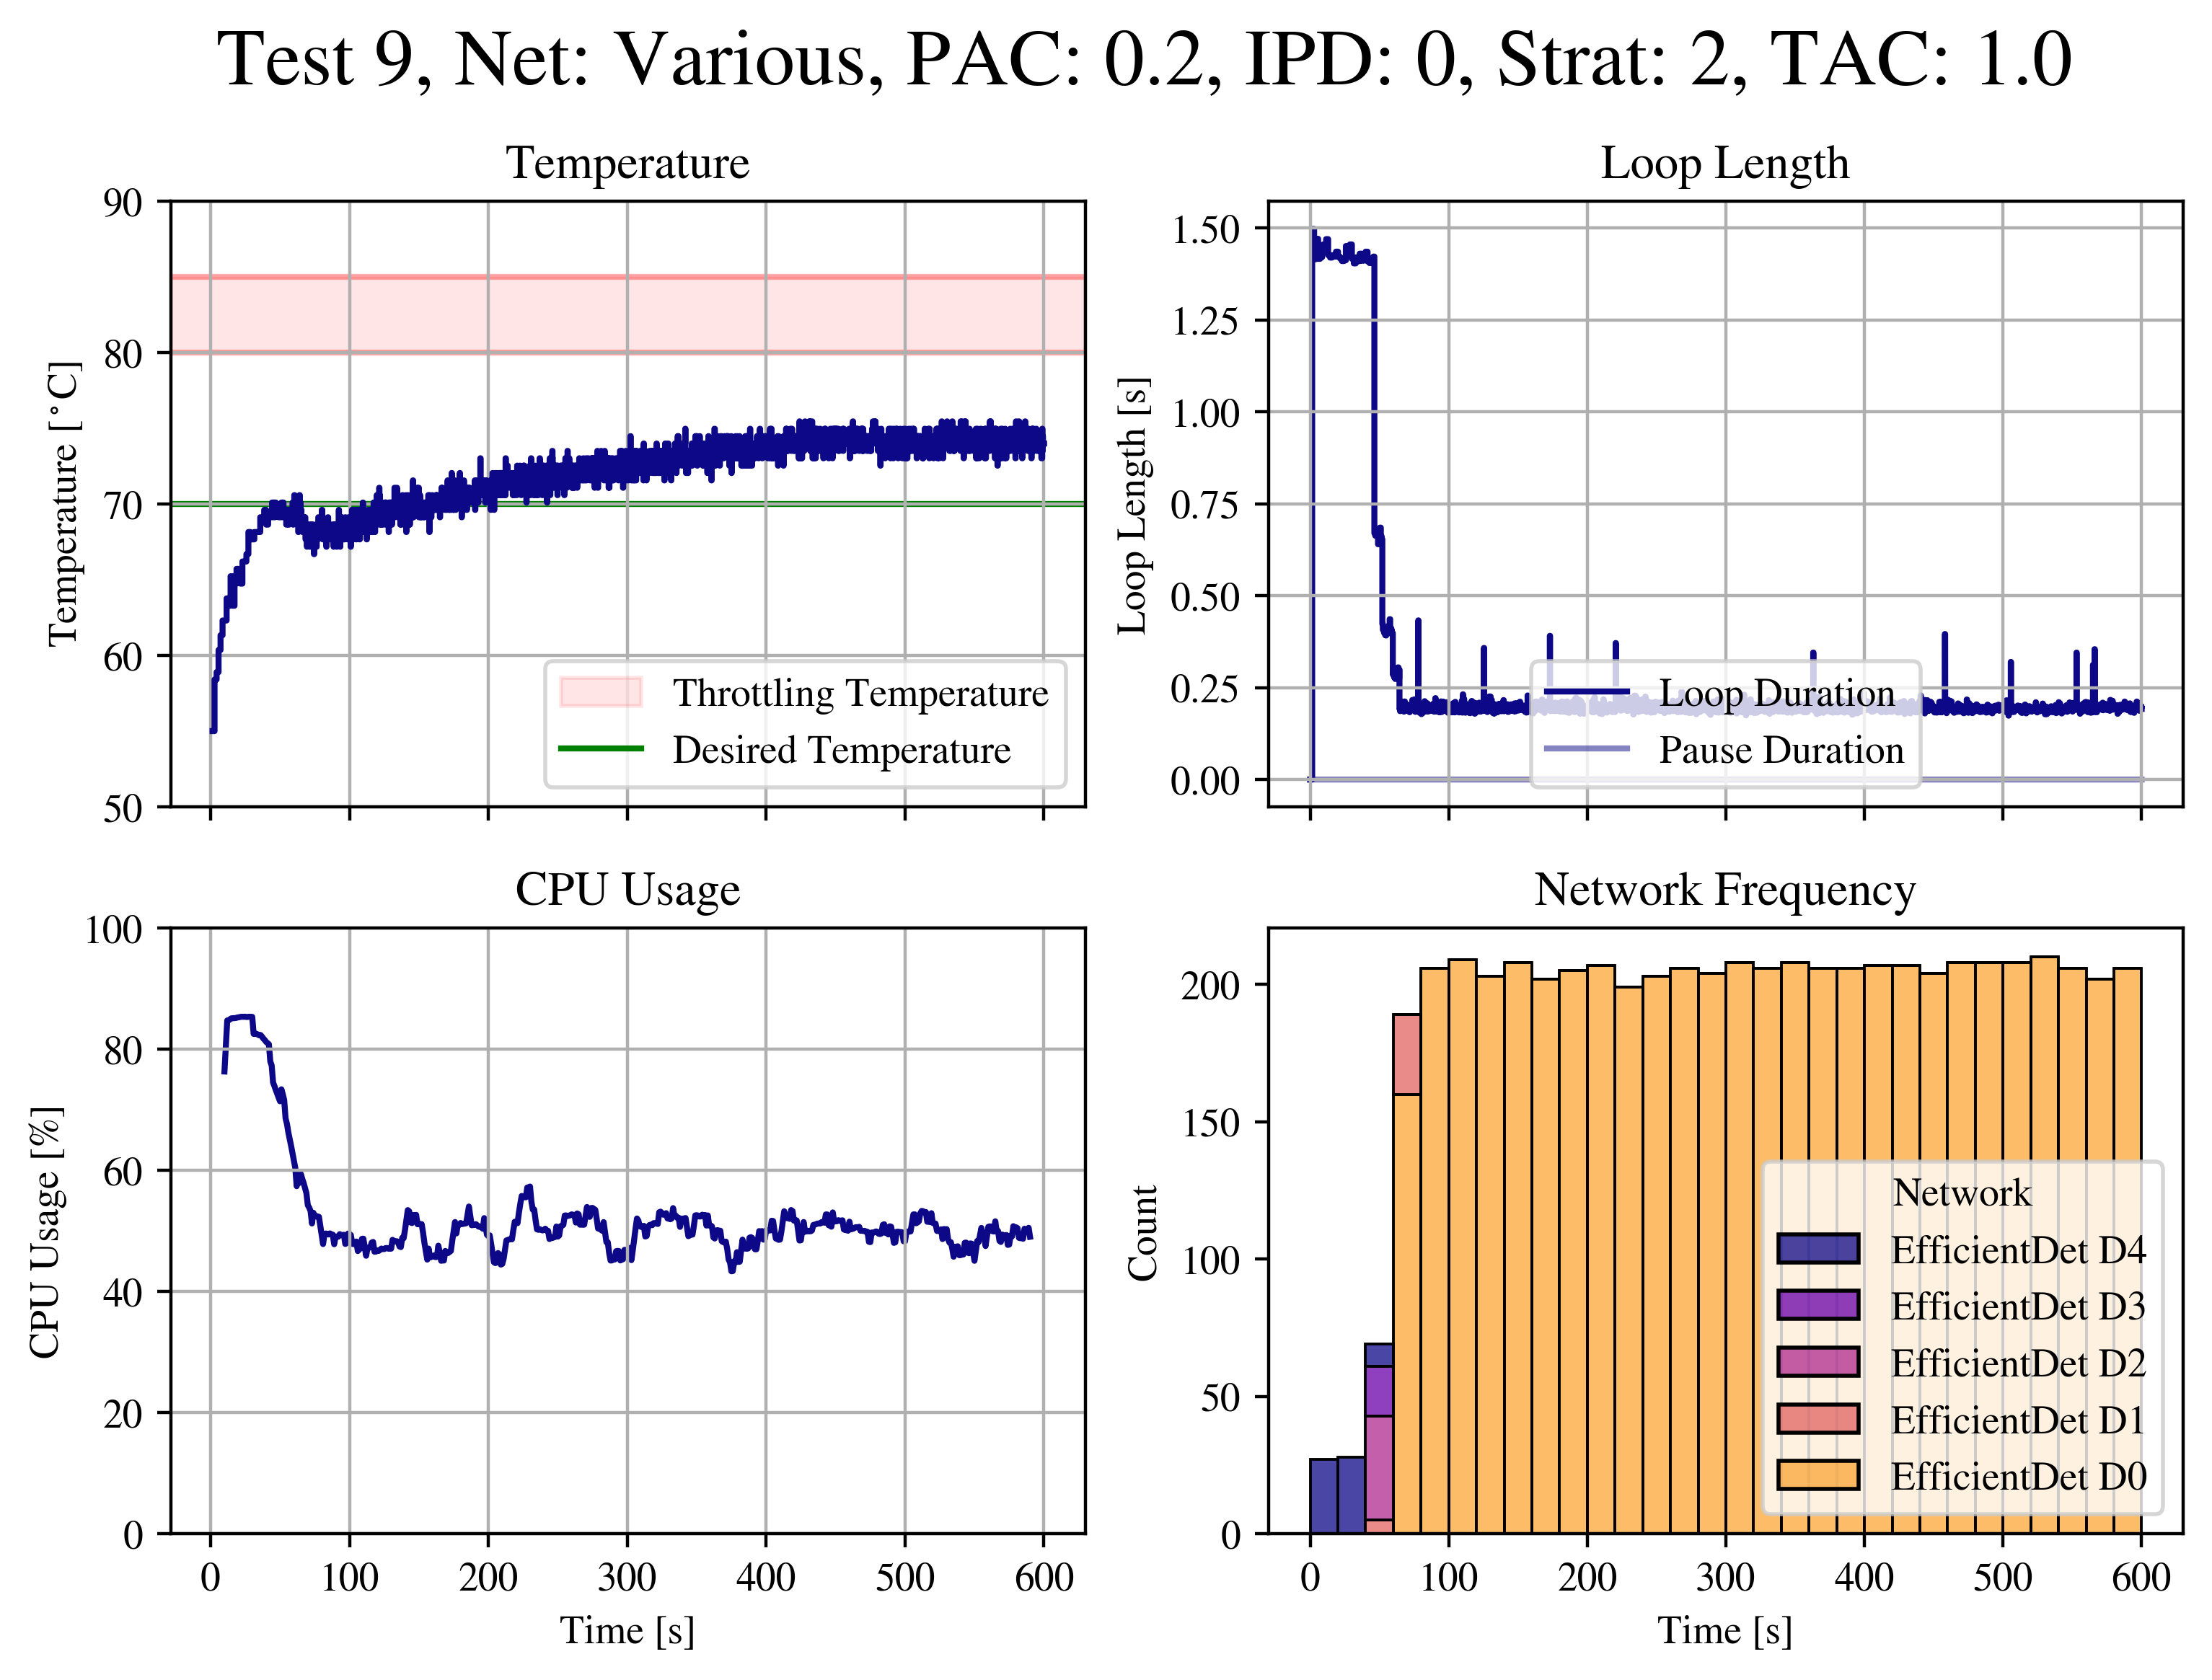 Test 9, Net: Various, PAC: 0.2, IPD: 0, Strat: 2, TAC: 1.0
Temperature
90
80
70
60
50
Temperature [°C]
Throttling Temperature
Desired Temperature
Loop Length
1.50
1.25
1.00
0.75
0.50
0.25
0.00
Loop Length [s]
Loop Duration
Pause Duration
CPU Usage
100
80
60
40
20
0
CPU Usage [%]
0 100 200 300 400 500 600
Time [s]
Network Frequency
200
150
100
50
0
Count
Network
EfficientDet D4
EfficientDet D3
EfficientDet D2
EfficientDet D1
EfficientDet D0
0 100 200 300 400 500 600
Time [s]